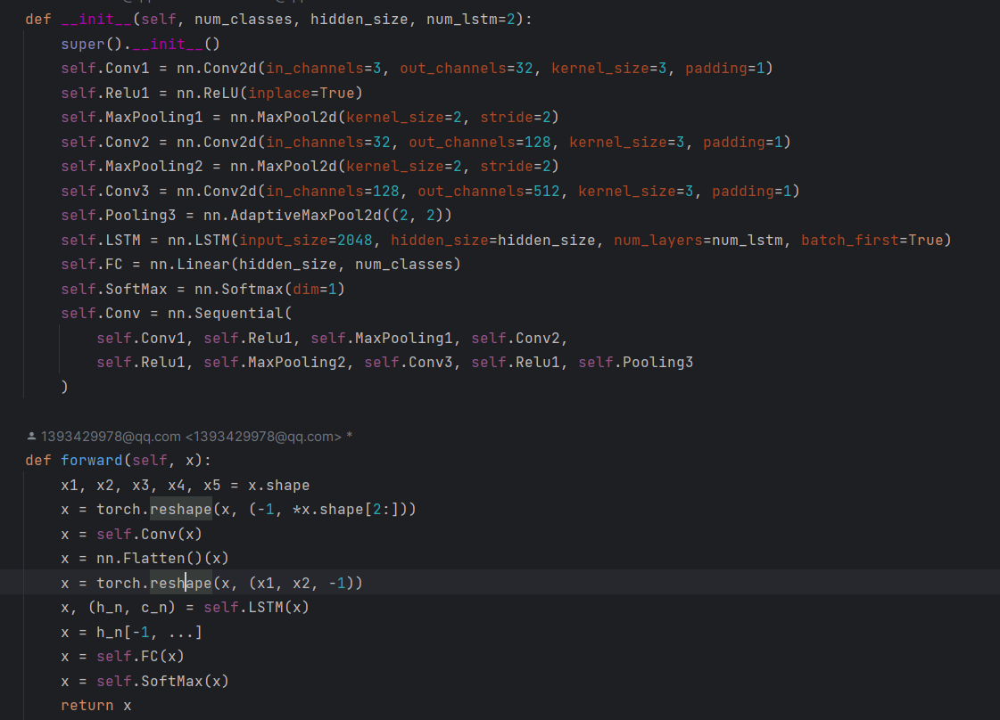 def __init__(self, num_classes, hidden_size, num_lstm=2):
super().__init__()
self.Conv1 = nn.Conv2d(in_channels=3, out_channels=32, kernel_size=3, padding=1)
self.Relu1 = nn.ReLU(inplace=True)
self.MaxPooling1 = nn.MaxPool2d(kernel_size=2, stride=2)
self.Conv2 = nn.Conv2d(in_channels=32, out_channels=128, kernel_size=3, padding=1)
self.MaxPooling2 = nn.MaxPool2d(kernel_size=2, stride=2)
self.Conv3 = nn.Conv2d(in_channels=128, out_channels=512, kernel_size=3, padding=1)
self.Pooling3 = nn.AdaptiveMaxPool2d((2, 2))
self.LSTM = nn.LSTM(input_size=2048, hidden_size=hidden_size, num_layers=num_lstm, batch_first=True)
self.FC = nn.Linear(hidden_size, num_classes)
self.SoftMax = nn.Softmax(dim=1)
self.Conv = nn.Sequential(
self.Conv1, self.Relu1, self.MaxPooling1, self.Conv2,
self.Relu1, self.MaxPooling2, self.Conv3, self.Relu1, self.Pooling3
)
1393429978@qq.com <1393429978@qq.com> *
def forward(self, x):
x1, x2, x3, x4, x5 = x.shape
x = torch.reshape(x, (-1, *x.shape[2:]))
x = self.Conv(x)
x = nn.Flatten()(x)
x = torch.reshape(x, (x1, x2, -1))
x, (h_n, c_n) = self.LSTM(x)
x = h_n[-1, ...]
x = self.FC(x)
x = self.SoftMax(x)
return x